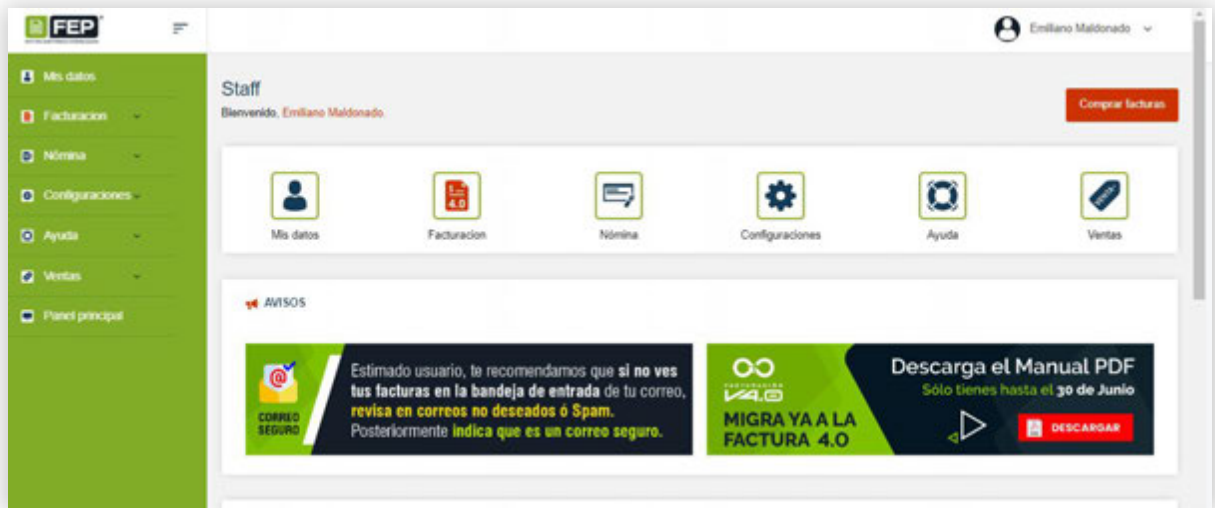 FEP
Emiliano Maldonado
Mis datos
Facturacion
Nómina
Configuraciones
Ayuda
Ventas
Panel principal
Staff
Bienvenido, Emiliano Maldonado.
Comprar facturas
Mis datos
4.0
Facturacion
Nómina
Configuraciones
Ayuda
Ventas
AVISOS
CORREO
SEGURO
Estimado usuario, te recomendamos que si no ves
tus facturas en la bandeja de entrada de tu correo,
revisa en correos no deseados ó Spam.
Posteriormente indica que es un correo seguro.
FACTURACIÓN
V4.0
MIGRA YA A LA
FACTURA 4.0
Descarga el Manual PDF
Sólo tienes hasta el 30 de Junio
DESCARGAR